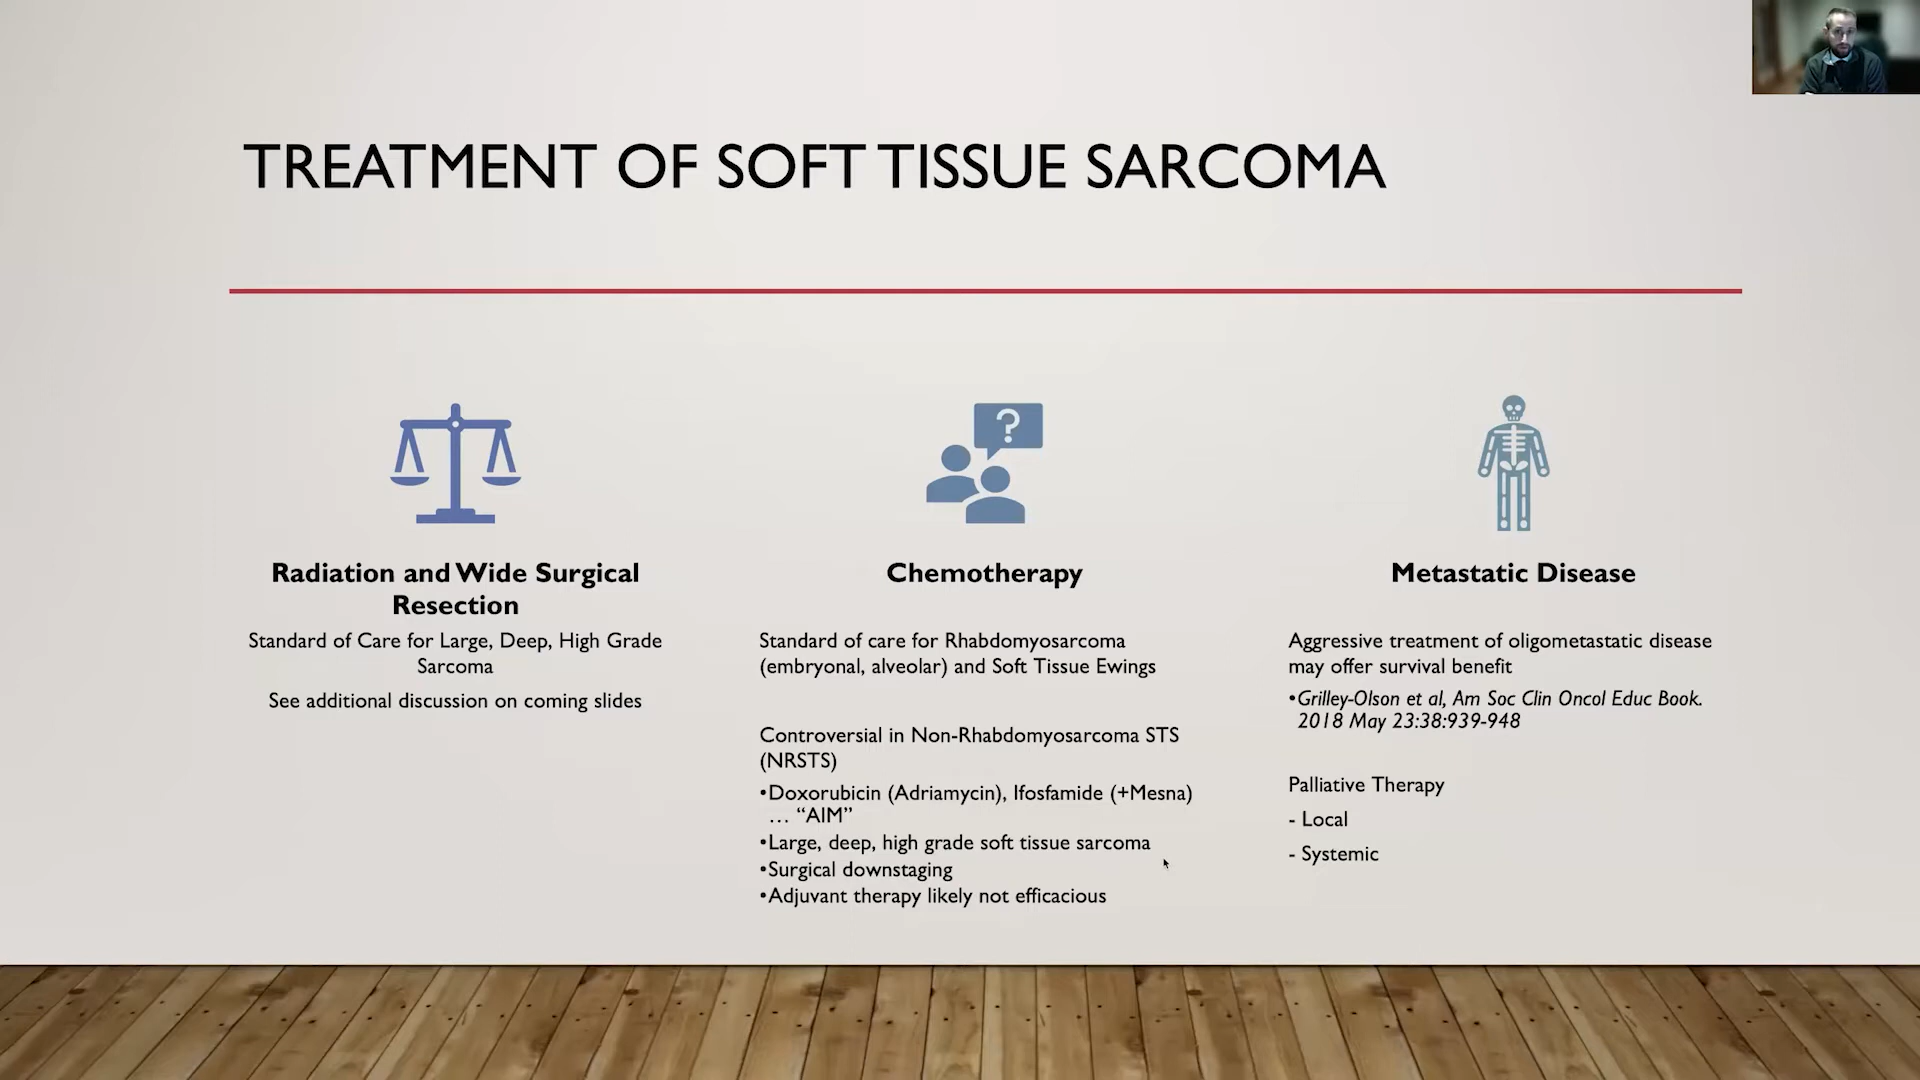 TREATMENT OF SOFT TISSUE SARCOMA
?
Radiation and Wide Surgical
Resection
Standard of Care for Large, Deep, High Grade
Sarcoma
See additional discussion on coming slides
Chemotherapy
Standard of care for Rhabdomyosarcoma
(embryonal, alveolar) and Soft Tissue Ewings
Controversial in Non-Rhabdomyosarcoma STS
(NRSTS)
•Doxorubicin (Adriamycin), Ifosfamide (+Mesna)
… “AIM”
•Large, deep, high grade soft tissue sarcoma
•Surgical downstaging
•Adjuvant therapy likely not efficacious
Metastatic Disease
Aggressive treatment of oligometastatic disease
may offer survival benefit
•Grilley-Olson et al, Am Soc Clin Oncol Educ Book.
2018 May 23:38:939-948
Palliative Therapy
- Local
- Systemic